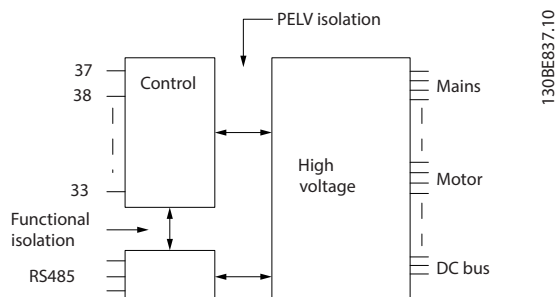 PELV isolation
130BE837.10
37
Control
Mains
38
High
voltage
Motor
33
Functional
isolation
RS485
DC bus